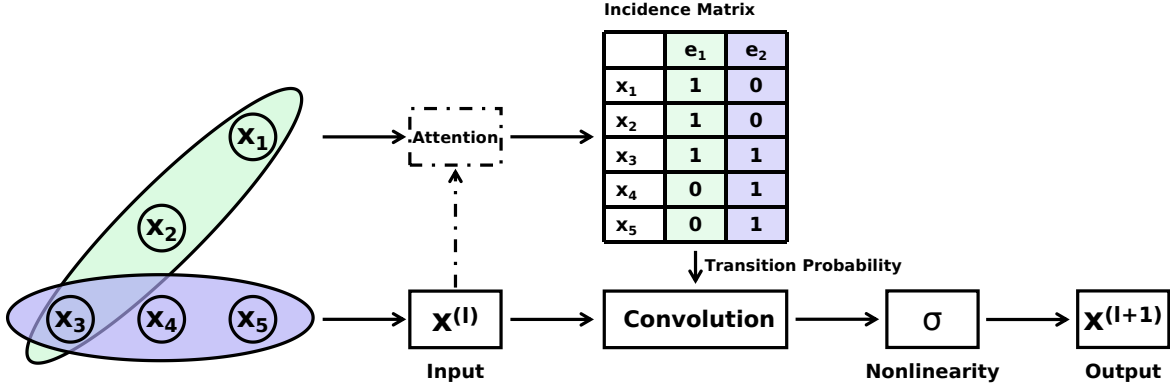 Incidence Matrix
e₁ e₂
x₁ 1 0
x₂ 1 0
x₃ 1 1
x₄ 0 1
x₅ 0 1
x₁
Attention
x₂
Transition Probability
x₃ x₄ x₅
x⁽ˡ⁾
Convolution
σ
x⁽ˡ⁺¹⁾
Input
Nonlinearity
Output